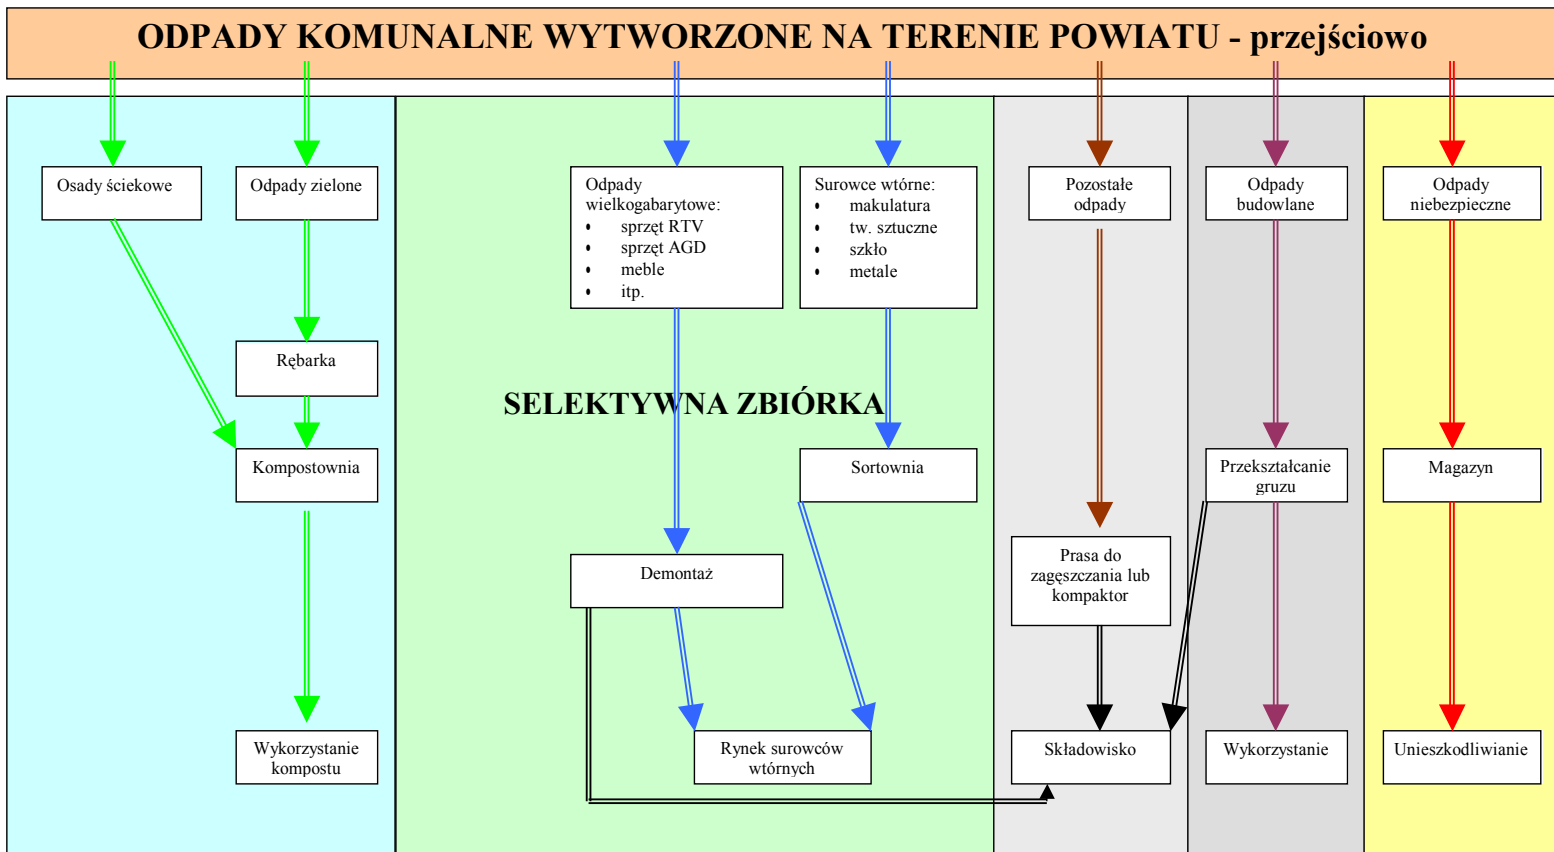 ODPADY KOMUNALNE WYTWORZONE NA TERENIE POWIATU - przejściowo
Osady ściekowe
Odpady zielone
Odpady
wielkogabarytowe:
• sprzęt RTV
• sprzęt AGD
• meble
• itp.
Surowce wtórne:
• makulatura
• tw. sztuczne
• szkło
• metale
Pozostałe
odpady
Odpady
budowlane
Odpady
niebezpieczne
Rębarka
SELEKTYWNA ZBIÓRKA
Kompostownia
Sortownia
Przekształcanie
gruzu
Magazyn
Demontaż
Prasa do
zagęszczania lub
kompaktor
Wykorzystanie
kompostu
Rynek surowców
wtórnych
Składowisko
Wykorzystanie
Unieszkodliwianie